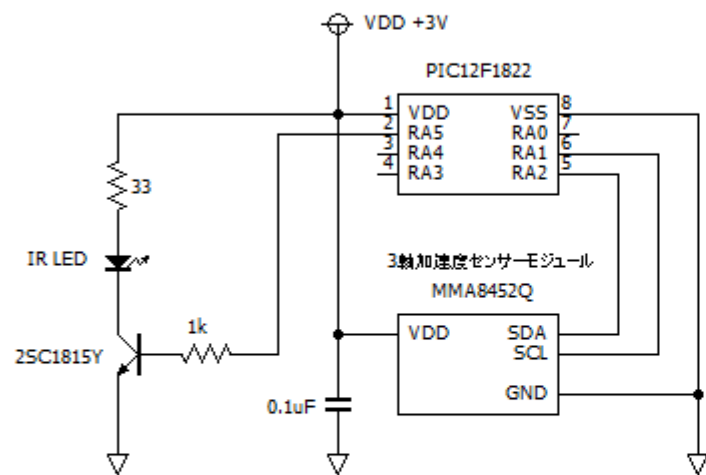 VDD +3V
PIC12F1822
1 VDD VSS 8
2 RA5 RA0 7
3 RA4 RA1 6
4 RA3 RA2 5
33
IR LED
3軸加速度センサーモジュール
MMA8452Q
1k
VDD SDA
SCL
2SC1815Y
GND
0.1uF